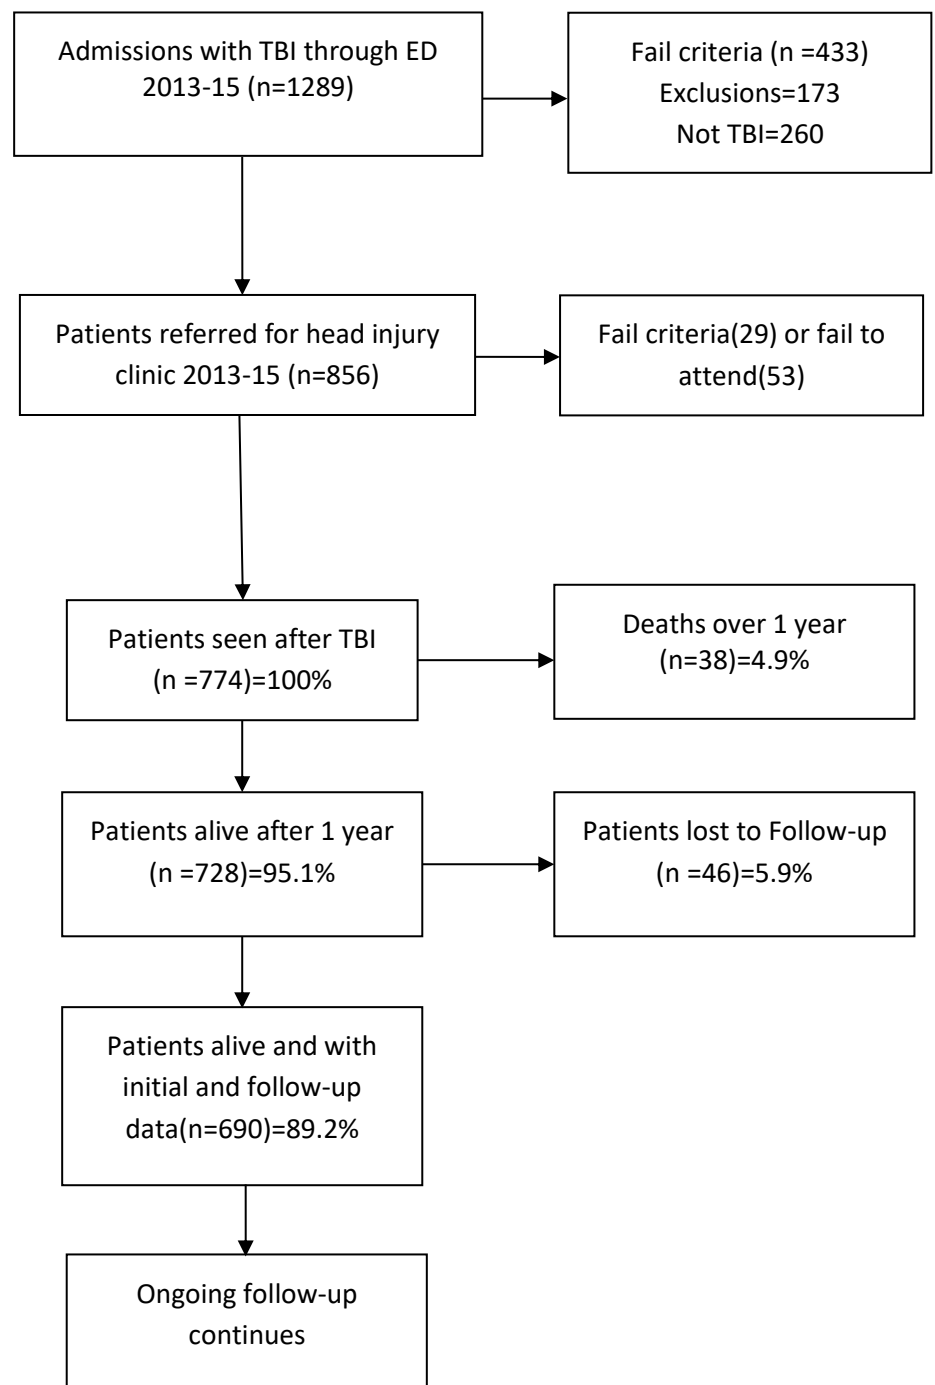 Admissions with TBI through ED
2013-15 (n=1289)
Fail criteria (n =433)
Exclusions=173
Not TBI=260
Patients referred for head injury
clinic 2013-15 (n=856)
Fail criteria(29) or fail to
attend(53)
Patients seen after TBI
(n =774)=100%
Deaths over 1 year
(n=38)=4.9%
Patients alive after 1 year
(n =728)=95.1%
Patients lost to Follow-up
(n =46)=5.9%
Patients alive and with
initial and follow-up
data(n=690)=89.2%
Ongoing follow-up
continues